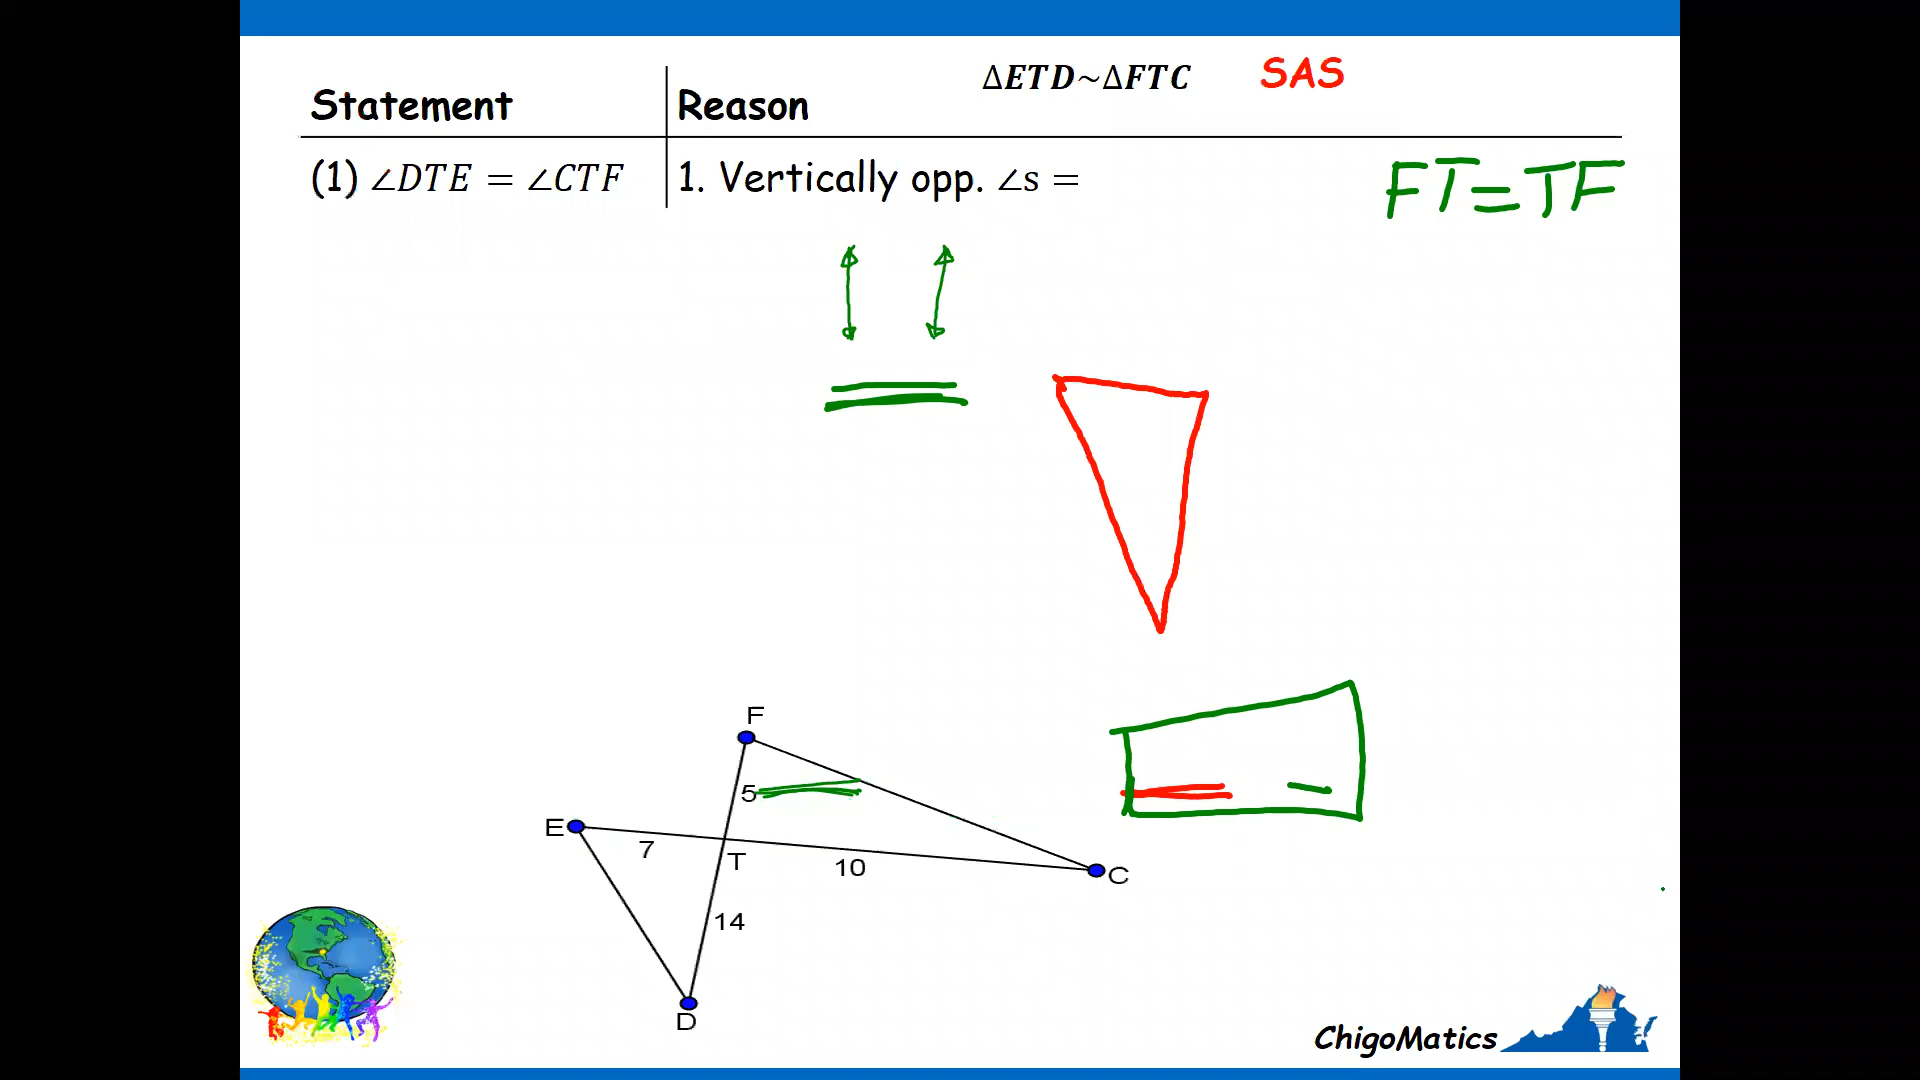 ΔETD~ΔFTC SAS
Statement Reason
(1) ∠DTE = ∠CTF 1. Vertically opp. ∠s =
FT=TF
F
5
E
7
T
10
C
14
D
ChigoMatics